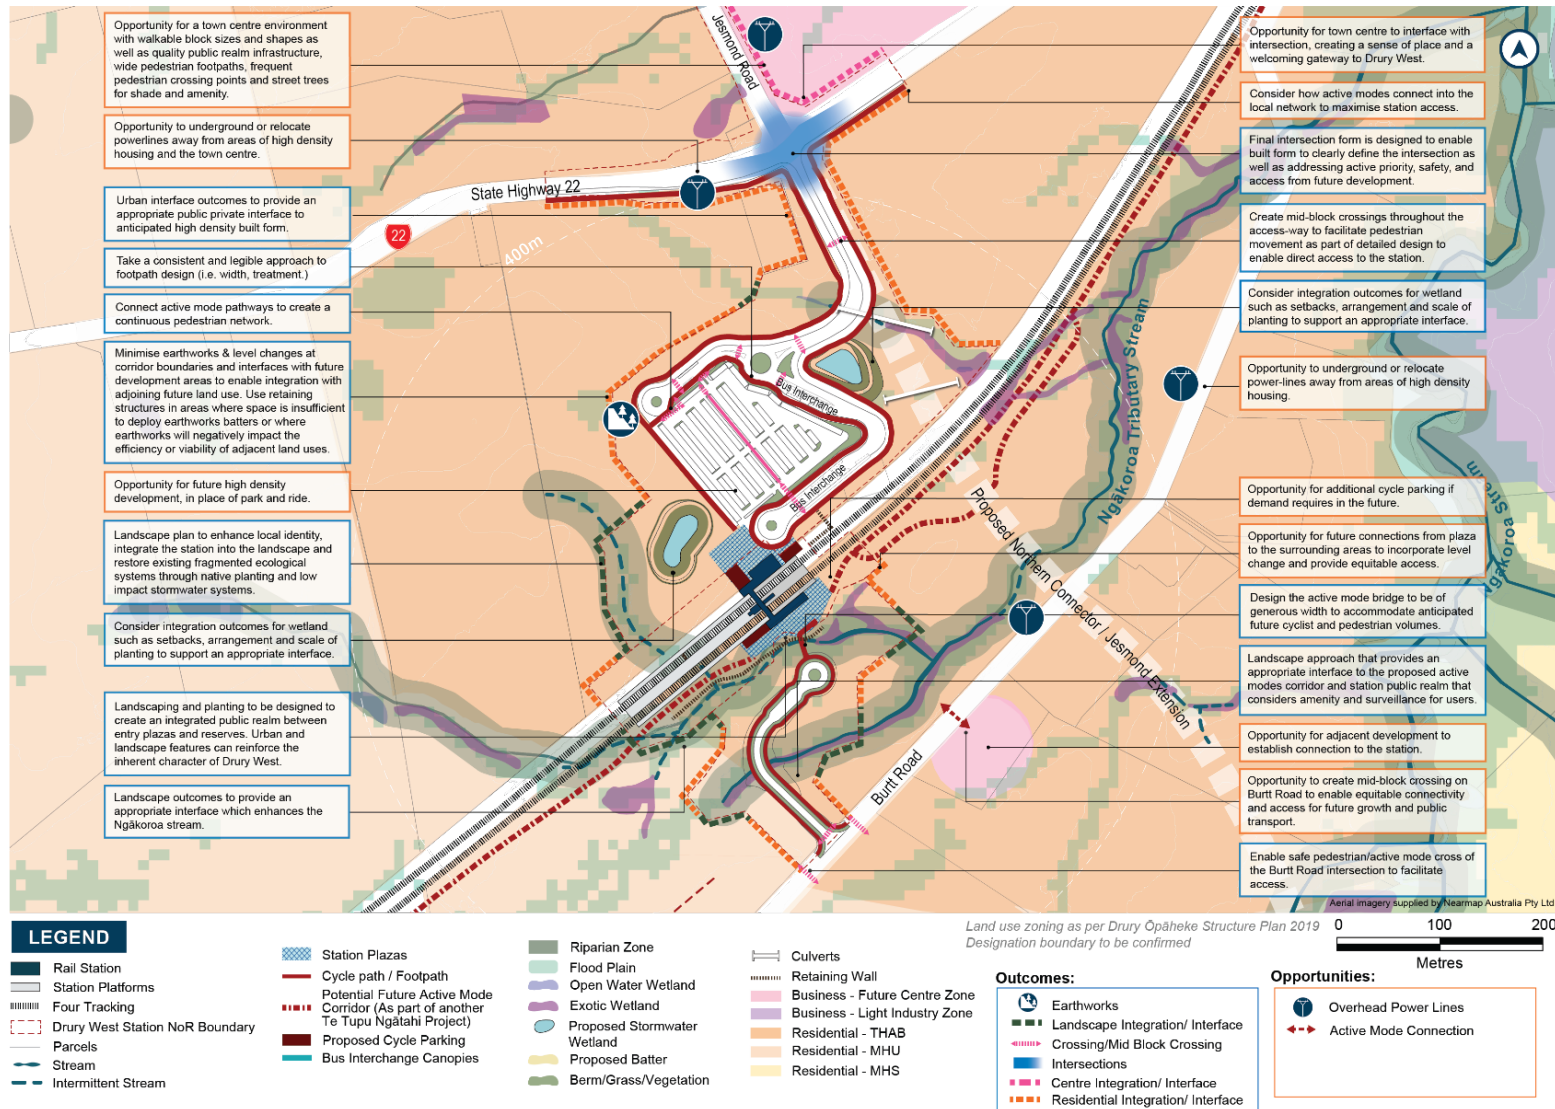 Opportunity for a town centre environment
with walkable block sizes and shapes as
well as quality public realm infrastructure,
wide pedestrian footpaths, frequent
pedestrian crossing points and street trees
for shade and amenity.
Opportunity to underground or relocate
powerlines away from areas of high density
housing and the town centre.
Urban interface outcomes to provide an
appropriate public private interface to
anticipated high density built form.
Take a consistent and legible approach to
footpath design (i.e. width, treatment.)
Connect active mode pathways to create a
continuous pedestrian network.
Minimise earthworks & level changes at
corridor boundaries and interfaces with future
development areas to enable integration with
adjoining future land use. Use retaining
structures in areas where space is insufficient
to deploy earthworks batters or where
earthworks will negatively impact the
efficiency or viability of adjacent land uses.
Opportunity for future high density
development, in place of park and ride.
Landscape plan to enhance local identity,
integrate the station into the landscape and
restore existing fragmented ecological
systems through native planting and low
impact stormwater systems.
Consider integration outcomes for wetland
such as setbacks, arrangement and scale of
planting to support an appropriate interface.
Landscaping and planting to be designed to
create an integrated public realm between
entry plazas and reserves. Urban and
landscape features can reinforce the
inherent character of Drury West.
Landscape outcomes to provide an
appropriate interface which enhances the
Ngākoroa stream.
Jesmond Road
State Highway 22
22
400m
Bus Interchange
Bus Interchange
Ngākoroa Tributary Stream
Proposed Northern Connector / Jesmond Extension
Burtt Road
Ngākoroa Stream
Opportunity for town centre to interface with
intersection, creating a sense of place and a
welcoming gateway to Drury West.
Consider how active modes connect into the
local network to maximise station access.
Final intersection form is designed to enable
built form to clearly define the intersection as
well as addressing active priority, safety, and
access from future development.
Create mid-block crossings throughout the
access-way to facilitate pedestrian
movement as part of detailed design to
enable direct access to the station.
Consider integration outcomes for wetland
such as setbacks, arrangement and scale of
planting to support an appropriate interface.
Opportunity to underground or relocate
power-lines away from areas of high density
housing.
Opportunity for additional cycle parking if
demand requires in the future.
Opportunity for future connections from plaza
to the surrounding areas to incorporate level
change and provide equitable access.
Design the active mode bridge to be of
generous width to accommodate anticipated
future cyclist and pedestrian volumes.
Landscape approach that provides an
appropriate interface to the proposed active
modes corridor and station public realm that
considers amenity and surveillance for users.
Opportunity for adjacent development to
establish connection to the station.
Opportunity to create mid-block crossing on
Burtt Road to enable equitable connectivity
and access for future growth and public
transport.
Enable safe pedestrian/active mode cross of
the Burtt Road intersection to facilitate
access.
Aerial imagery supplied by Nearmap Australia Pty Ltd
LEGEND
Rail Station
Station Platforms
Four Tracking
Drury West Station NoR Boundary
Parcels
Stream
Intermittent Stream
Station Plazas
Cycle path / Footpath
Potential Future Active Mode
Corridor (As part of another
Te Tupu Ngātahi Project)
Proposed Cycle Parking
Bus Interchange Canopies
Riparian Zone
Flood Plain
Open Water Wetland
Exotic Wetland
Proposed Stormwater
Wetland
Proposed Batter
Berm/Grass/Vegetation
Culverts
Retaining Wall
Business - Future Centre Zone
Business - Light Industry Zone
Residential - THAB
Residential - MHU
Residential - MHS
Land use zoning as per Drury Ōpāheke Structure Plan 2019
Designation boundary to be confirmed
0 100 200
Metres
Outcomes:
Earthworks
Landscape Integration/ Interface
Crossing/Mid Block Crossing
Intersections
Centre Integration/ Interface
Residential Integration/ Interface
Opportunities:
Overhead Power Lines
Active Mode Connection